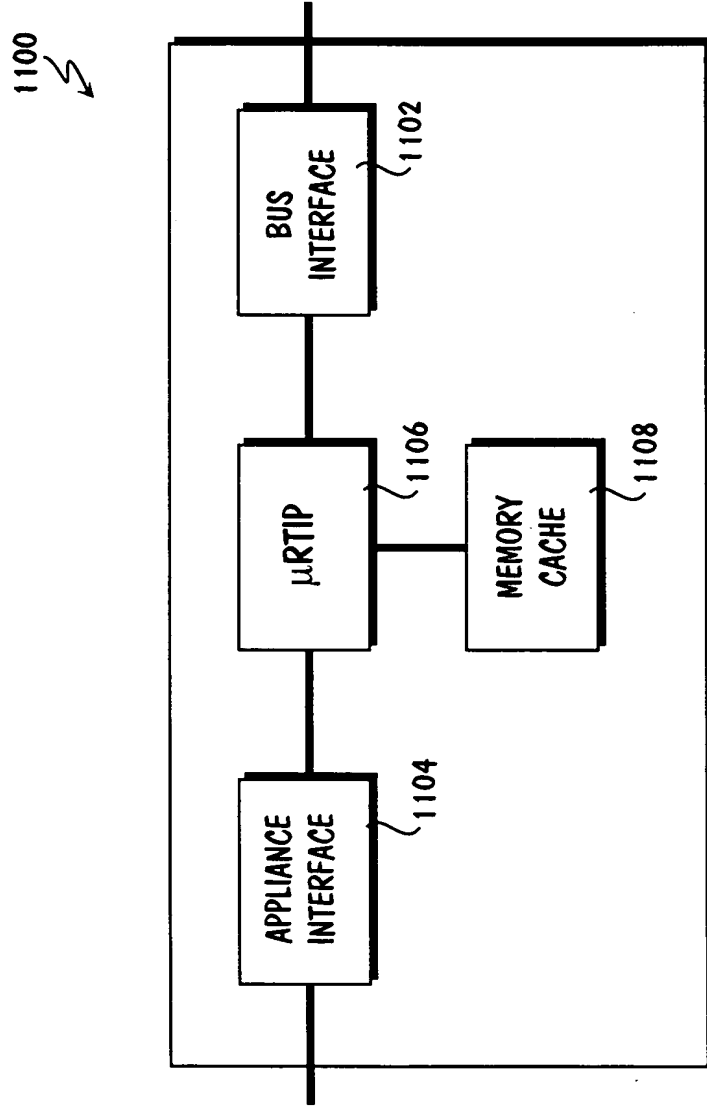 1100
APPLIANCE
INTERFACE
1104
µRTIP
1106
BUS
INTERFACE
1102
MEMORY
CACHE
1108